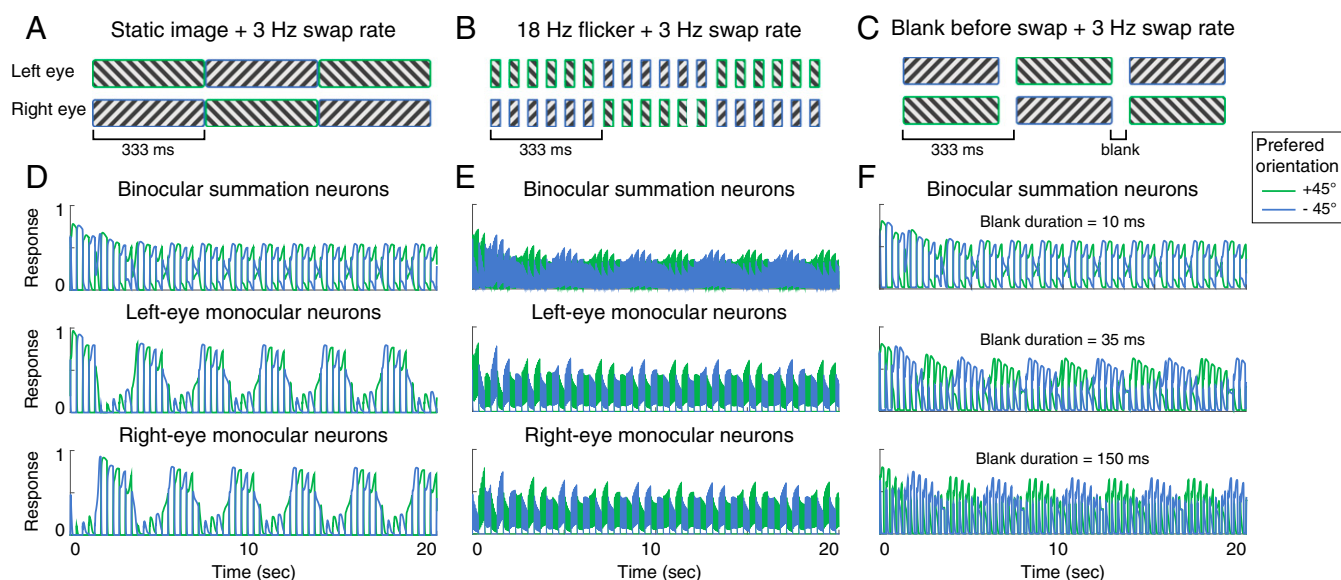 A
Static image + 3 Hz swap rate
Left eye
Right eye
333 ms
B
18 Hz flicker + 3 Hz swap rate
333 ms
C
Blank before swap + 3 Hz swap rate
333 ms
blank
Prefered
orientation
+45°
- 45°
D
Binocular summation neurons
Response
1
0
Left-eye monocular neurons
Response
1
0
Right-eye monocular neurons
Response
1
0
0
10
20
Time (sec)
E
Binocular summation neurons
Left-eye monocular neurons
Right-eye monocular neurons
0
10
20
Time (sec)
F
Binocular summation neurons
Blank duration = 10 ms
Blank duration = 35 ms
Blank duration = 150 ms
0
10
20
Time (sec)